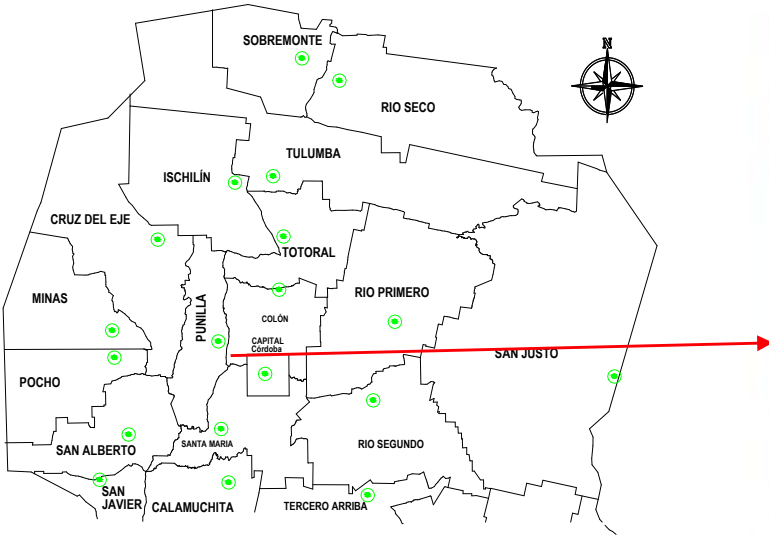 SOBREMONTE
N
RIO SECO
TULUMBA
ISCHILÍN
CRUZ DEL EJE
TOTORAL
MINAS
PUNILLA
RIO PRIMERO
COLÓN
CAPITAL
Córdoba
SAN JUSTO
POCHO
SAN ALBERTO
SANTA MARIA
RIO SEGUNDO
SAN
JAVIER
CALAMUCHITA
TERCERO ARRIBA